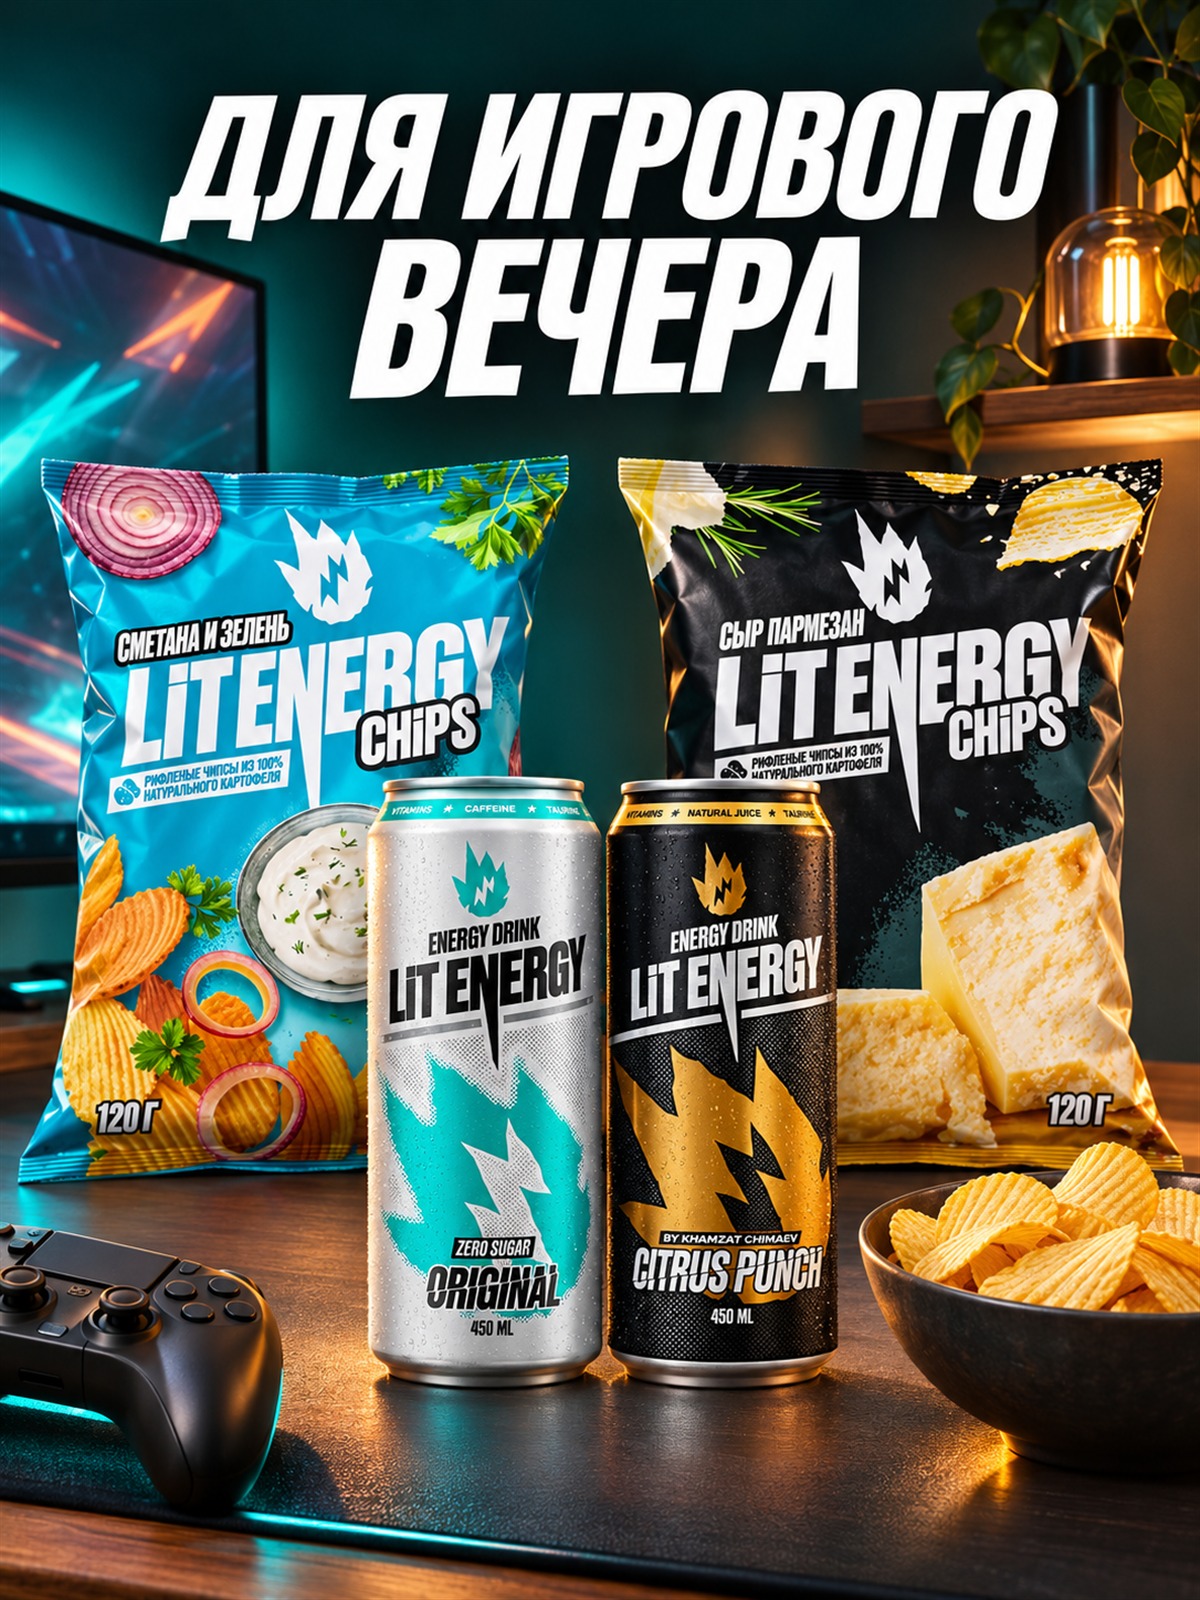 ДЛЯ ИГРОВОГО
ВЕЧЕРА
СМЕТАНА И ЗЕЛЕНЬ
LIT ENERGY
CHIPS
РИФЛЕНЫЕ ЧИПСЫ ИЗ 100%
НАТУРАЛЬНОГО КАРТОФЕЛЯ
120 Г
СЫР ПАРМЕЗАН
LIT ENERGY
CHIPS
РИФЛЕНЫЕ ЧИПСЫ ИЗ 100%
НАТУРАЛЬНОГО КАРТОФЕЛЯ
120 Г
VITAMINS * CAFFEINE * TAURINE
ENERGY DRINK
LIT ENERGY
ZERO SUGAR
ORIGINAL
450 ML
VITAMINS ★ NATURAL JUICE ★ TAURINE
ENERGY DRINK
LIT ENERGY
BY KHAMZAT CHIMAEV
CITRUS PUNCH
450 ML